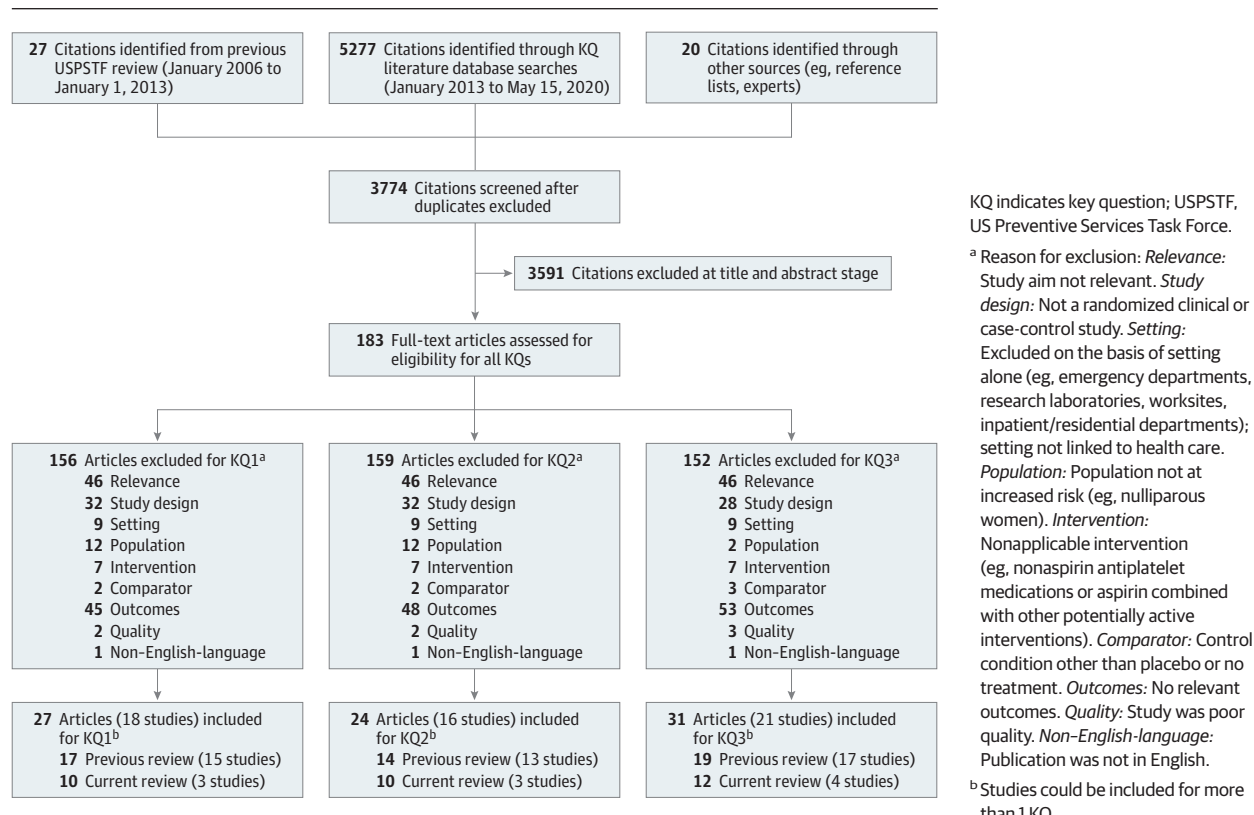 27 Citations identified from previous
USPSTF review (January 2006 to
January 1, 2013)
5277 Citations identified through KQ
literature database searches
(January 2013 to May 15, 2020)
20 Citations identified through
other sources (eg, reference
lists, experts)
3774 Citations screened after
duplicates excluded
3591 Citations excluded at title and abstract stage
183 Full-text articles assessed for
eligibility for all KQs
156 Articles excluded for KQ1a
46 Relevance
32 Study design
9 Setting
12 Population
7 Intervention
2 Comparator
45 Outcomes
2 Quality
1 Non–English-language
159 Articles excluded for KQ2a
46 Relevance
32 Study design
9 Setting
12 Population
7 Intervention
2 Comparator
48 Outcomes
2 Quality
1 Non–English-language
152 Articles excluded for KQ3a
46 Relevance
28 Study design
9 Setting
2 Population
7 Intervention
3 Comparator
53 Outcomes
3 Quality
1 Non–English-language
27 Articles (18 studies) included
for KQ1b
17 Previous review (15 studies)
10 Current review (3 studies)
24 Articles (16 studies) included
for KQ2b
14 Previous review (13 studies)
10 Current review (3 studies)
31 Articles (21 studies) included
for KQ3b
19 Previous review (17 studies)
12 Current review (4 studies)
KQ indicates key question; USPSTF,
US Preventive Services Task Force.
a Reason for exclusion: Relevance:
Study aim not relevant. Study
design: Not a randomized clinical or
case-control study. Setting:
Excluded on the basis of setting
alone (eg, emergency departments,
research laboratories, worksites,
inpatient/residential departments);
setting not linked to health care.
Population: Population not at
increased risk (eg, nulliparous
women). Intervention:
Nonapplicable intervention
(eg, nonaspirin antiplatelet
medications or aspirin combined
with other potentially active
interventions). Comparator: Control
condition other than placebo or no
treatment. Outcomes: No relevant
outcomes. Quality: Study was poor
quality. Non–English-language:
Publication was not in English.
b Studies could be included for more
than 1 KQ